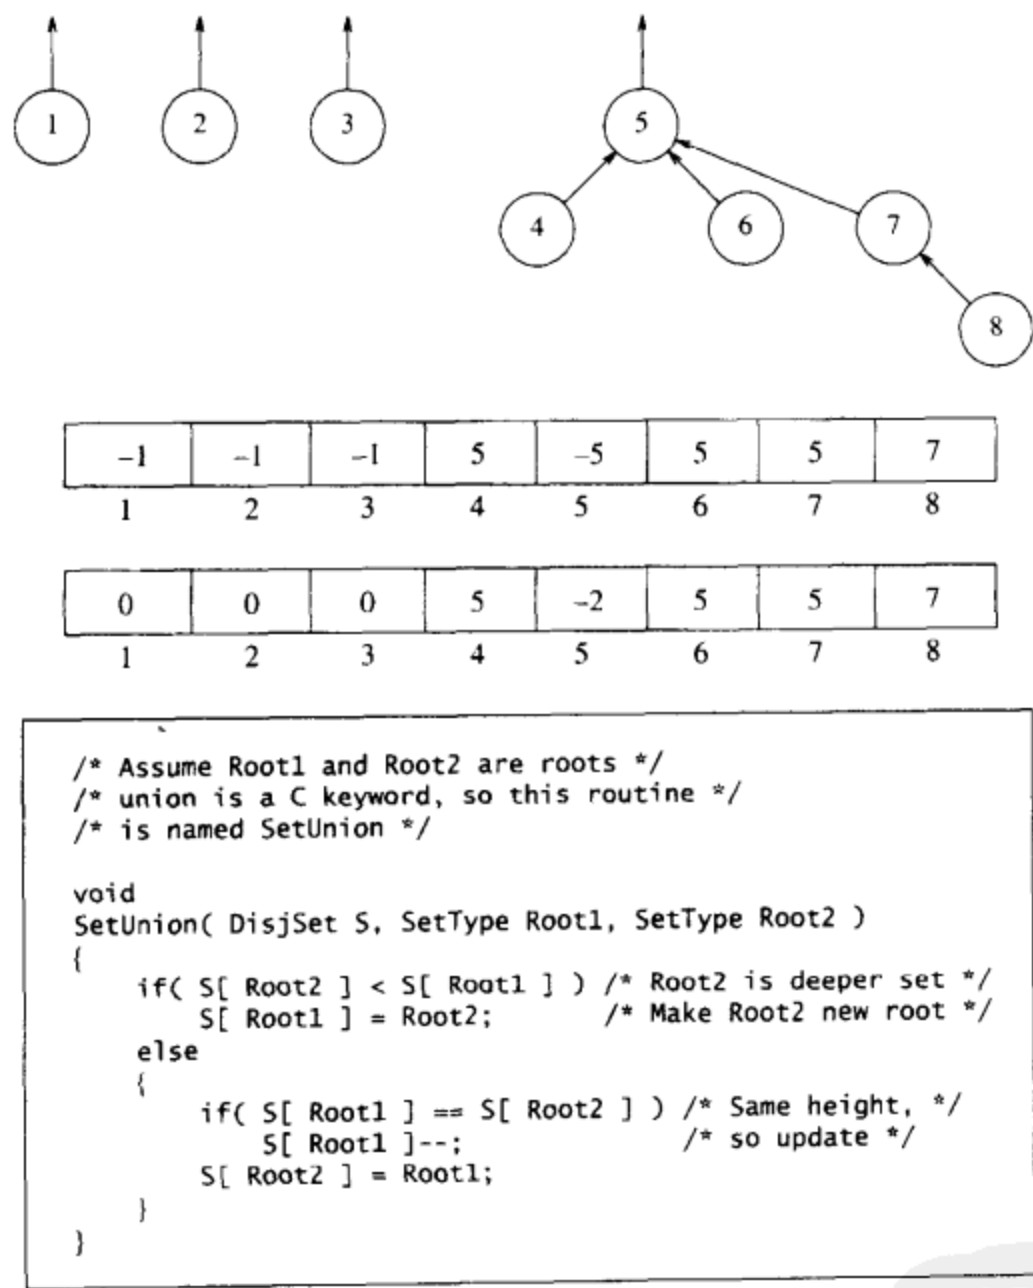 1 2 3 5
4 6 7
8
-1 -1 -1 5 -5 5 5 7
1 2 3 4 5 6 7 8
0 0 0 5 -2 5 5 7
1 2 3 4 5 6 7 8
/* Assume Root1 and Root2 are roots */
/* union is a C keyword, so this routine */
/* is named SetUnion */
void
SetUnion( DisjSet S, SetType Root1, SetType Root2 )
{
if( S[ Root2 ] < S[ Root1 ] ) /* Root2 is deeper set */
S[ Root1 ] = Root2; /* Make Root2 new root */
else
{
if( S[ Root1 ] == S[ Root2 ] ) /* Same height, */
S[ Root1 ]--; /* so update */
S[ Root2 ] = Root1;
}
}